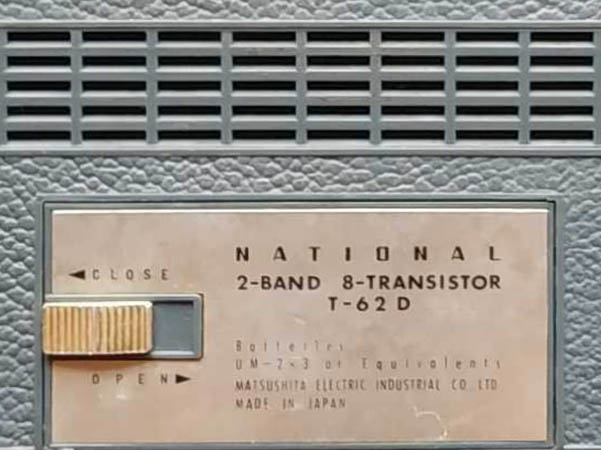 NATIONAL
2-BAND 8-TRANSISTOR
T-62D
◄CLOSE
OPEN►
Batteries
UM-2×3 or Equivalents
MATSUSHITA ELECTRIC INDUSTRIAL CO LTD
MADE IN JAPAN